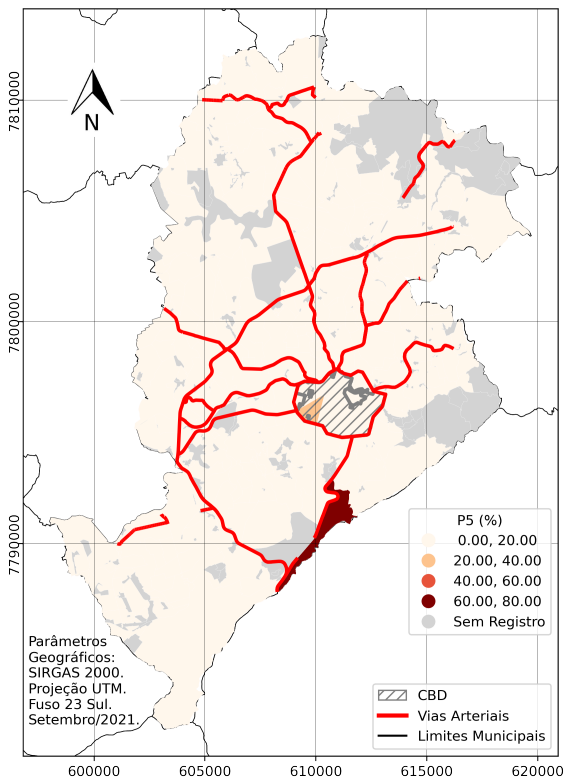 7810000
7800000
7790000
N
P5 (%)
0.00, 20.00
20.00, 40.00
40.00, 60.00
60.00, 80.00
Sem Registro
Parâmetros
Geográficos:
SIRGAS 2000.
Projeção UTM.
Fuso 23 Sul.
Setembro/2021.
CBD
Vias Arteriais
Limites Municipais
600000 605000 610000 615000 620000